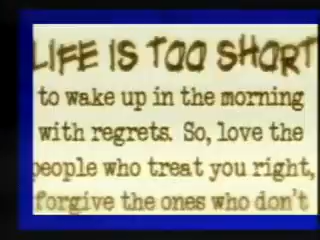 LIFE IS TOO SHORT
to wake up in the morning
with regrets. So, love the
people who treat you right,
forgive the ones who don't